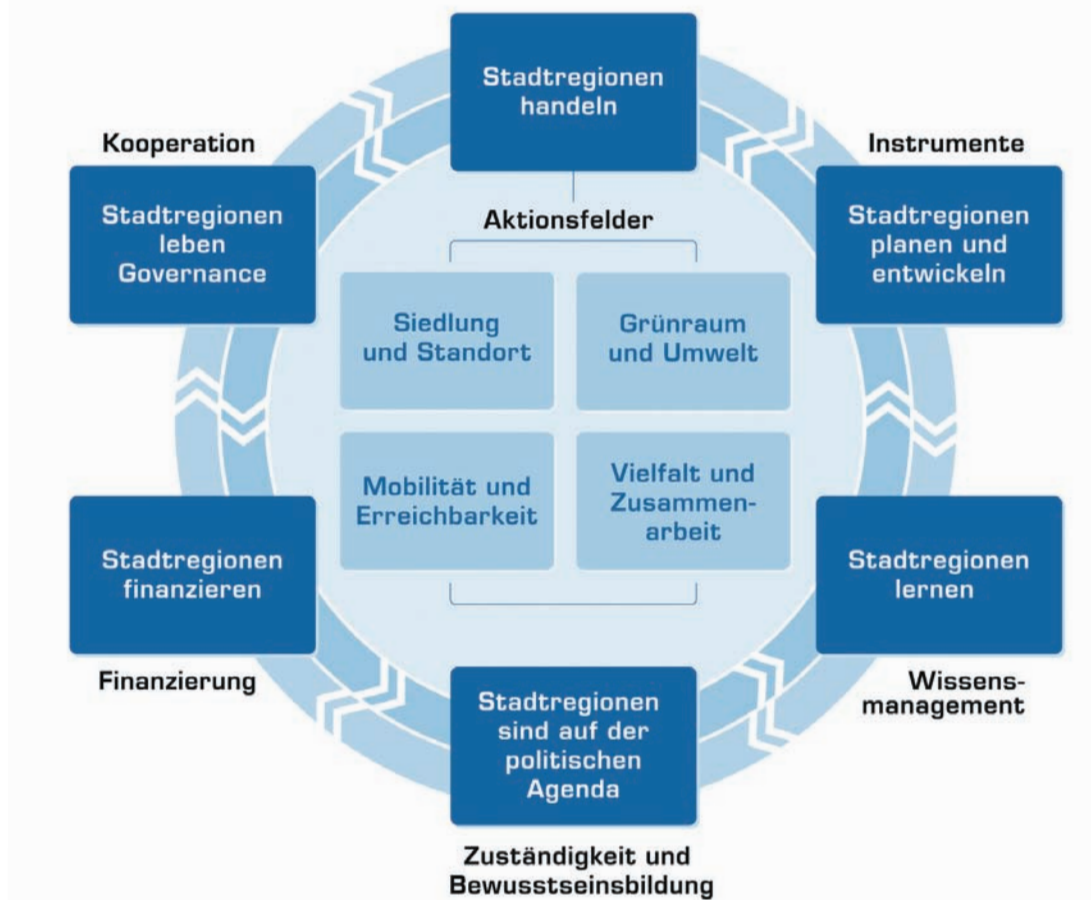 Stadtregionen
handeln
Kooperation
Instrumente
Stadtregionen
leben
Governance
Stadtregionen
planen und
entwickeln
Aktionsfelder
Siedlung
und Standort
Grünraum
und Umwelt
Mobilität und
Erreichbarkeit
Vielfalt und
Zusammen-
arbeit
Stadtregionen
finanzieren
Stadtregionen
lernen
Finanzierung
Wissens-
management
Stadtregionen
sind auf der
politischen
Agenda
Zuständigkeit und
Bewusstseinsbildung